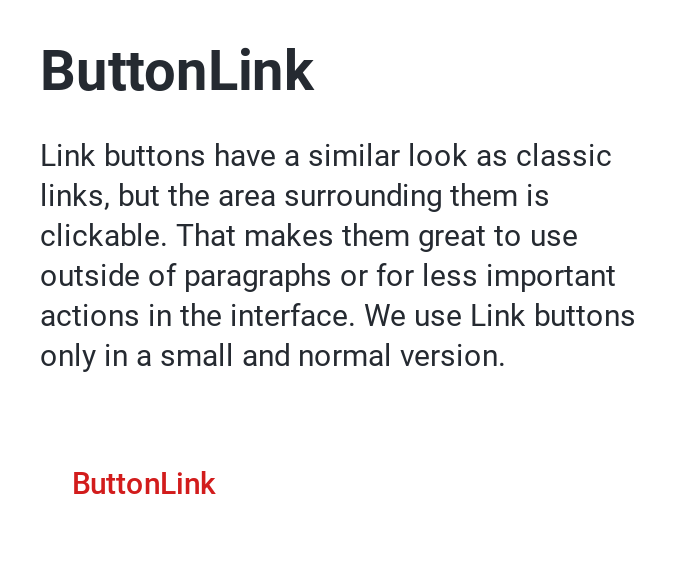 ButtonLink
Link buttons have a similar look as classic
links, but the area surrounding them is
clickable. That makes them great to use
outside of paragraphs or for less important
actions in the interface. We use Link buttons
only in a small and normal version.
ButtonLink